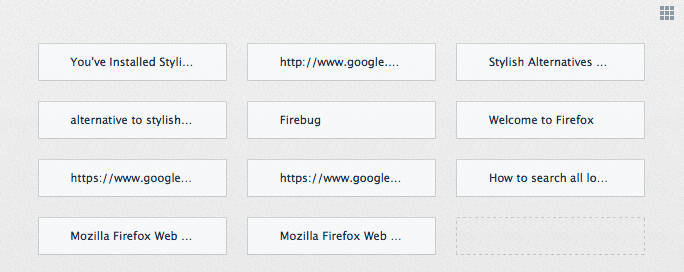 You've Installed Styli...
http://www.google....
Stylish Alternatives ...
alternative to stylish...
Firebug
Welcome to Firefox
https://www.google...
https://www.google...
How to search all lo...
Mozilla Firefox Web ...
Mozilla Firefox Web ...